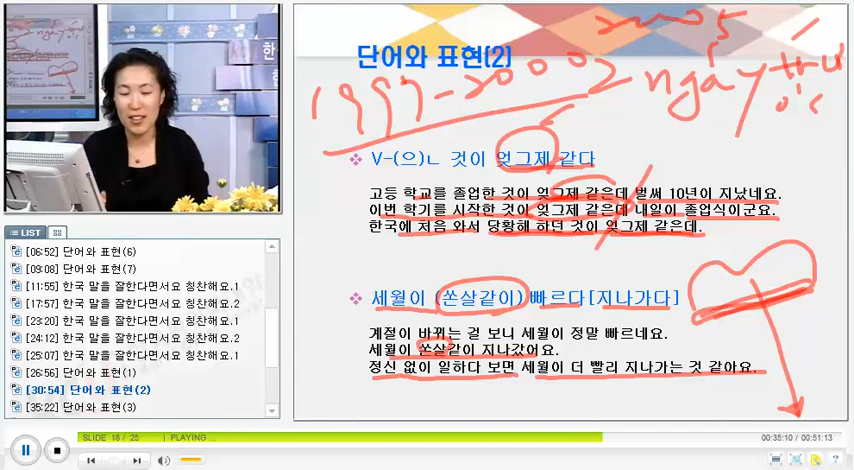 단어와 표현(2)
1997-2000
2005
ngày trước
V-(으)ㄴ 것이 엊그제 같다
고등 학교를 졸업한 것이 엊그제 같은데 벌써 10년이 지났네요.
이번 학기를 시작한 것이 엊그제 같은데 내일이 졸업식이군요.
한국에 처음 와서 당황해 하던 것이 엊그제 같은데.
세월이 (쏜살같이) 빠르다[지나가다]
계절이 바뀌는 걸 보니 세월이 정말 빠르네요.
세월이 쏜살같이 지나갔어요.
정신 없이 일하다 보면 세월이 더 빨리 지나가는 것 같아요.
LIST
[06:52] 단어와 표현(6)
[09:08] 단어와 표현(7)
[11:55] 한국 말을 잘한다면서요 칭찬해요.1
[17:57] 한국 말을 잘한다면서요 칭찬해요.2
[23:20] 한국 말을 잘한다면서요 칭찬해요.1
[24:12] 한국 말을 잘한다면서요 칭찬해요.2
[25:07] 한국 말을 잘한다면서요 칭찬해요.1
[26:56] 단어와 표현(1)
[30:54] 단어와 표현(2)
[35:22] 단어와 표현(3)
SLIDE 18 / 25 | PLAYING ...
00:35:10 / 00:51:13